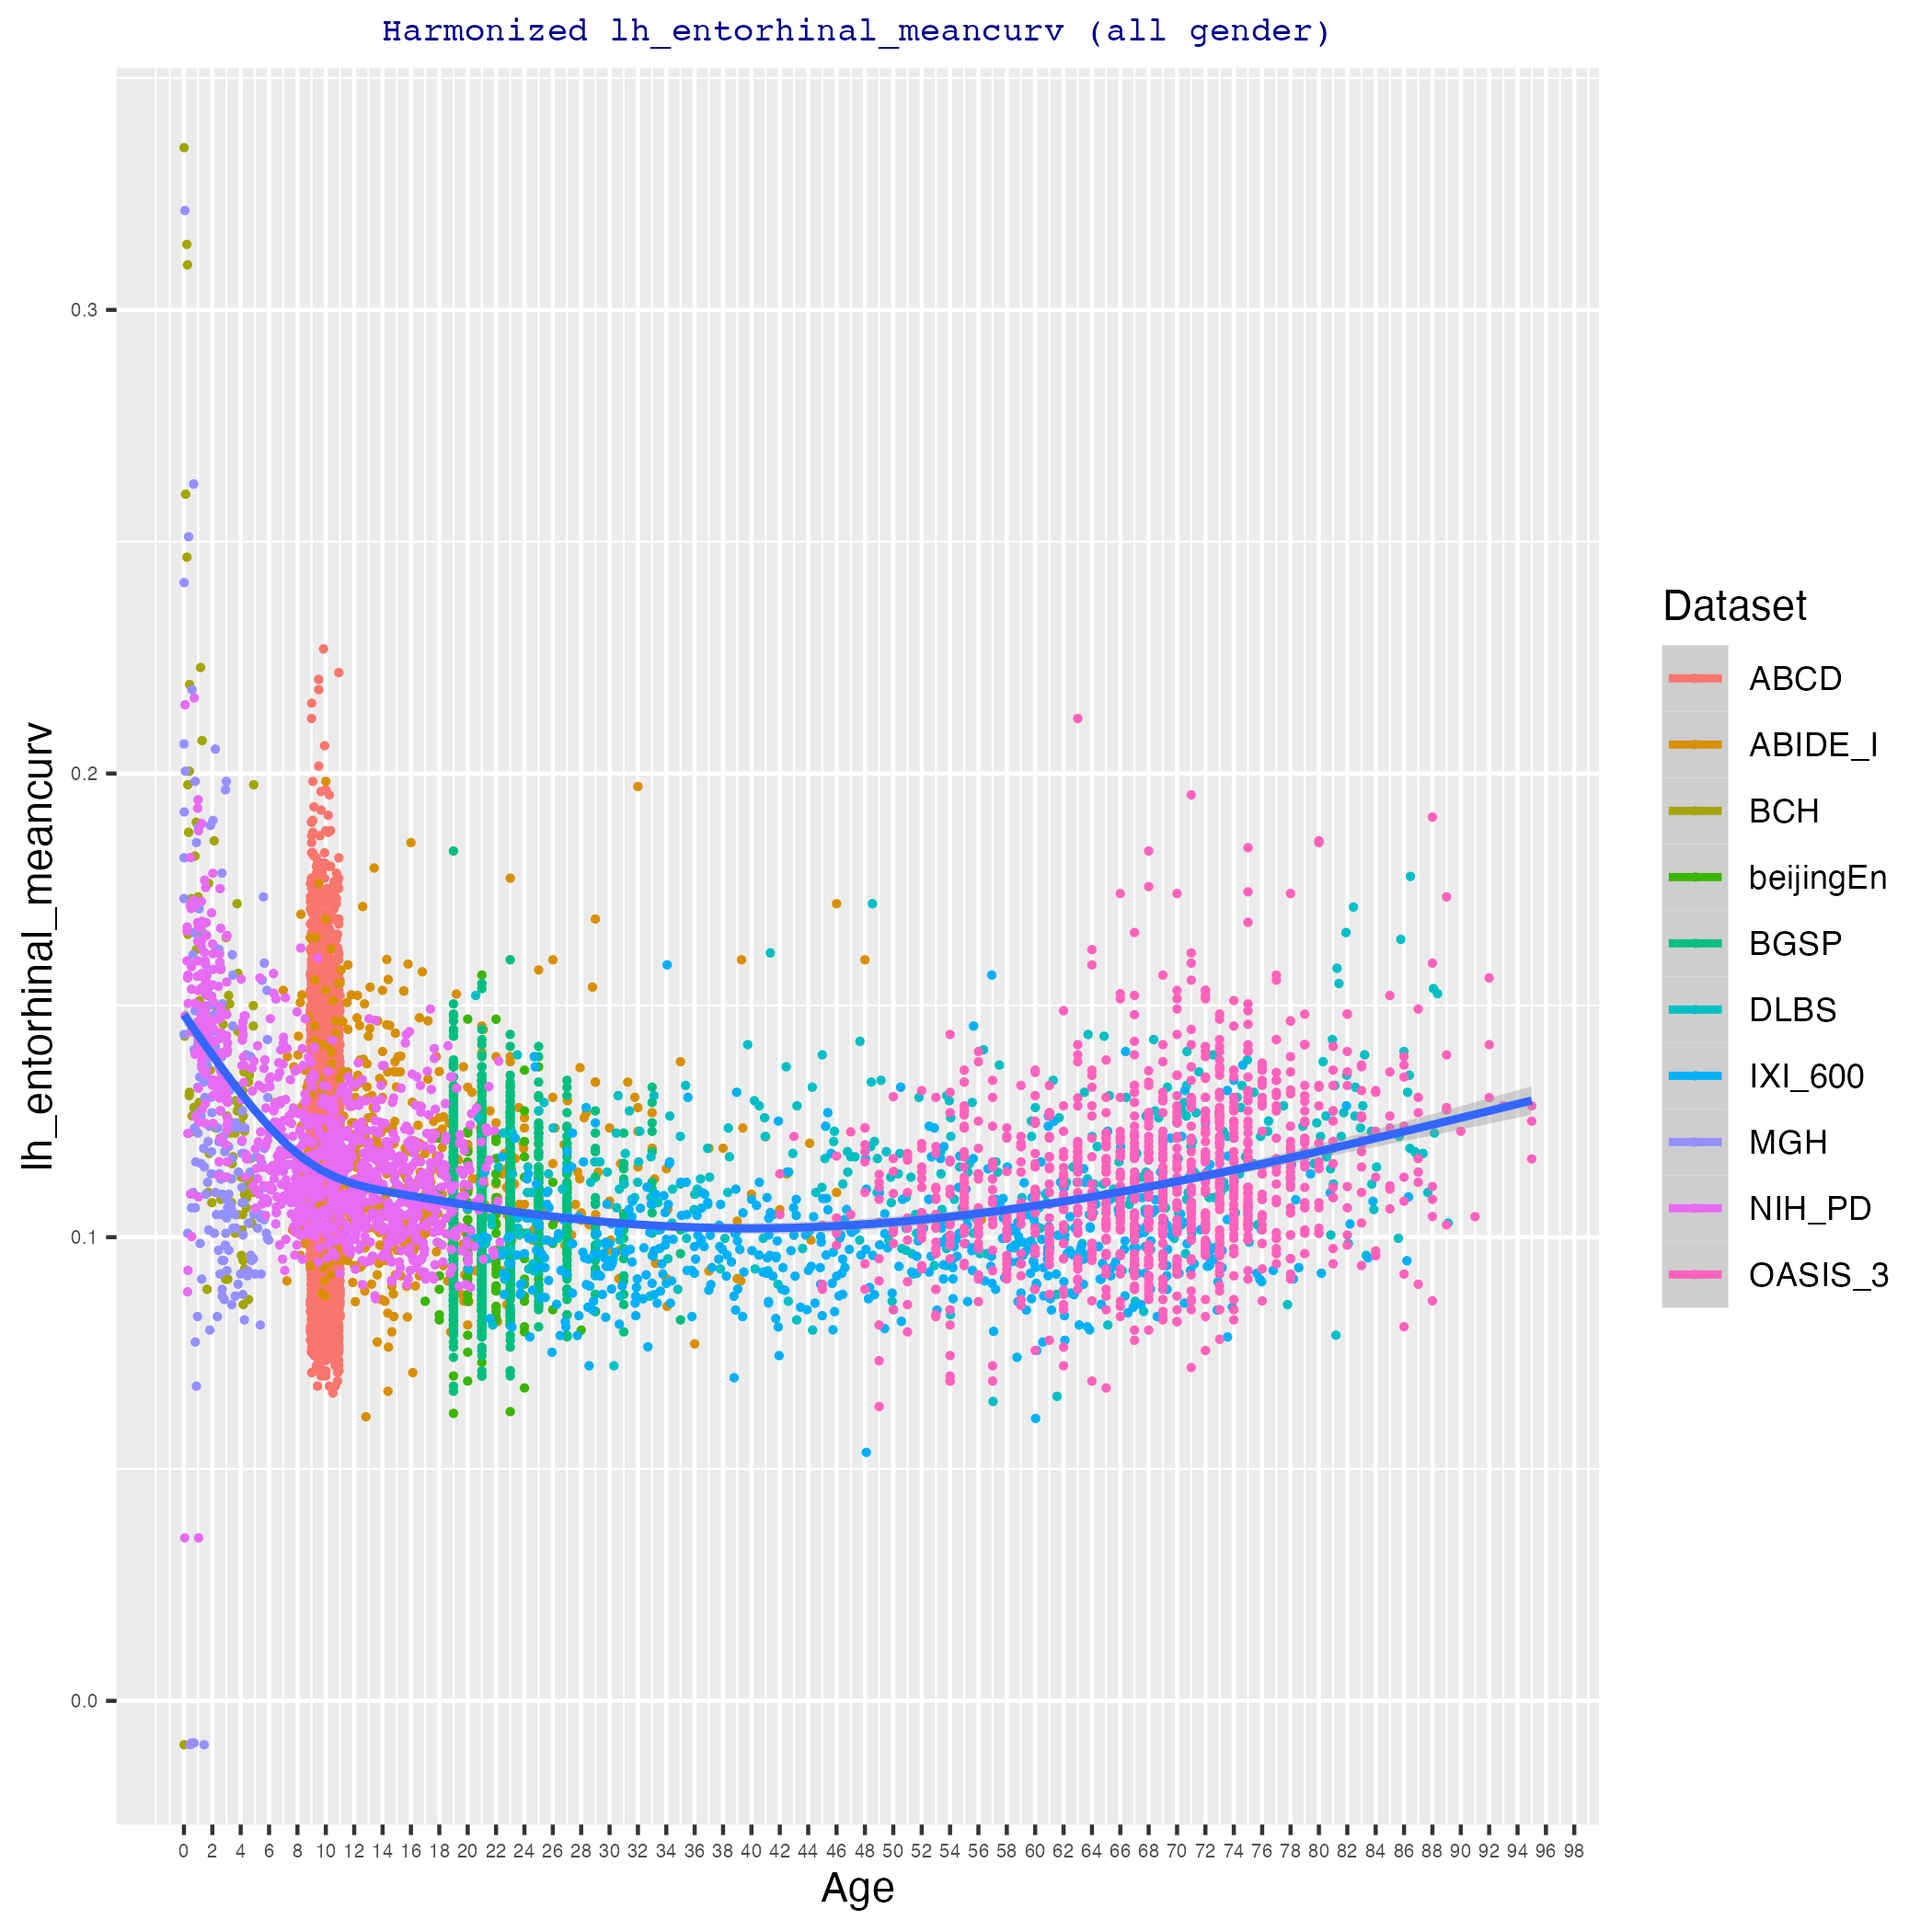 Harmonized lh_entorhinal_meancurv (all gender)
lh_entorhinal_meancurv
0.3
0.2
0.1
0.0
0 2 4 6 8 10 12 14 16 18 20 22 24 26 28 30 32 34 36 38 40 42 44 46 48 50 52 54 56 58 60 62 64 66 68 70 72 74 76 78 80 82 84 86 88 90 92 94 96 98
Age
Dataset
ABCD
ABIDE_I
BCH
beijingEn
BGSP
DLBS
IXI_600
MGH
NIH_PD
OASIS_3